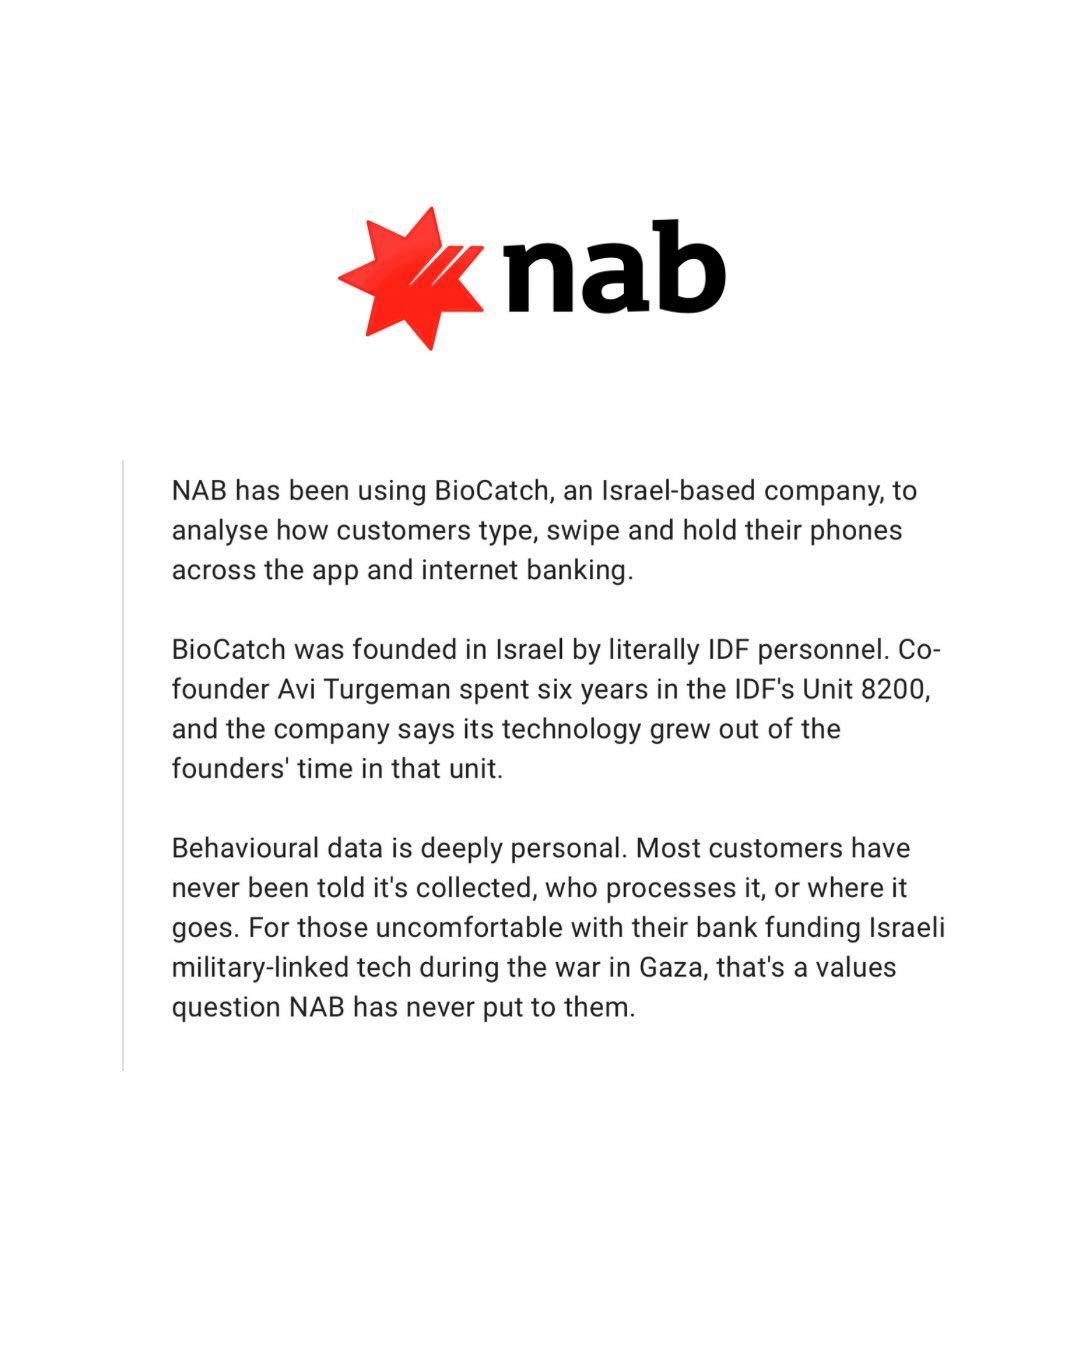 nab
NAB has been using BioCatch, an Israel-based company, to
analyse how customers type, swipe and hold their phones
across the app and internet banking.
BioCatch was founded in Israel by literally IDF personnel. Co-
founder Avi Turgeman spent six years in the IDF's Unit 8200,
and the company says its technology grew out of the
founders' time in that unit.
Behavioural data is deeply personal. Most customers have
never been told it's collected, who processes it, or where it
goes. For those uncomfortable with their bank funding Israeli
military-linked tech during the war in Gaza, that's a values
question NAB has never put to them.